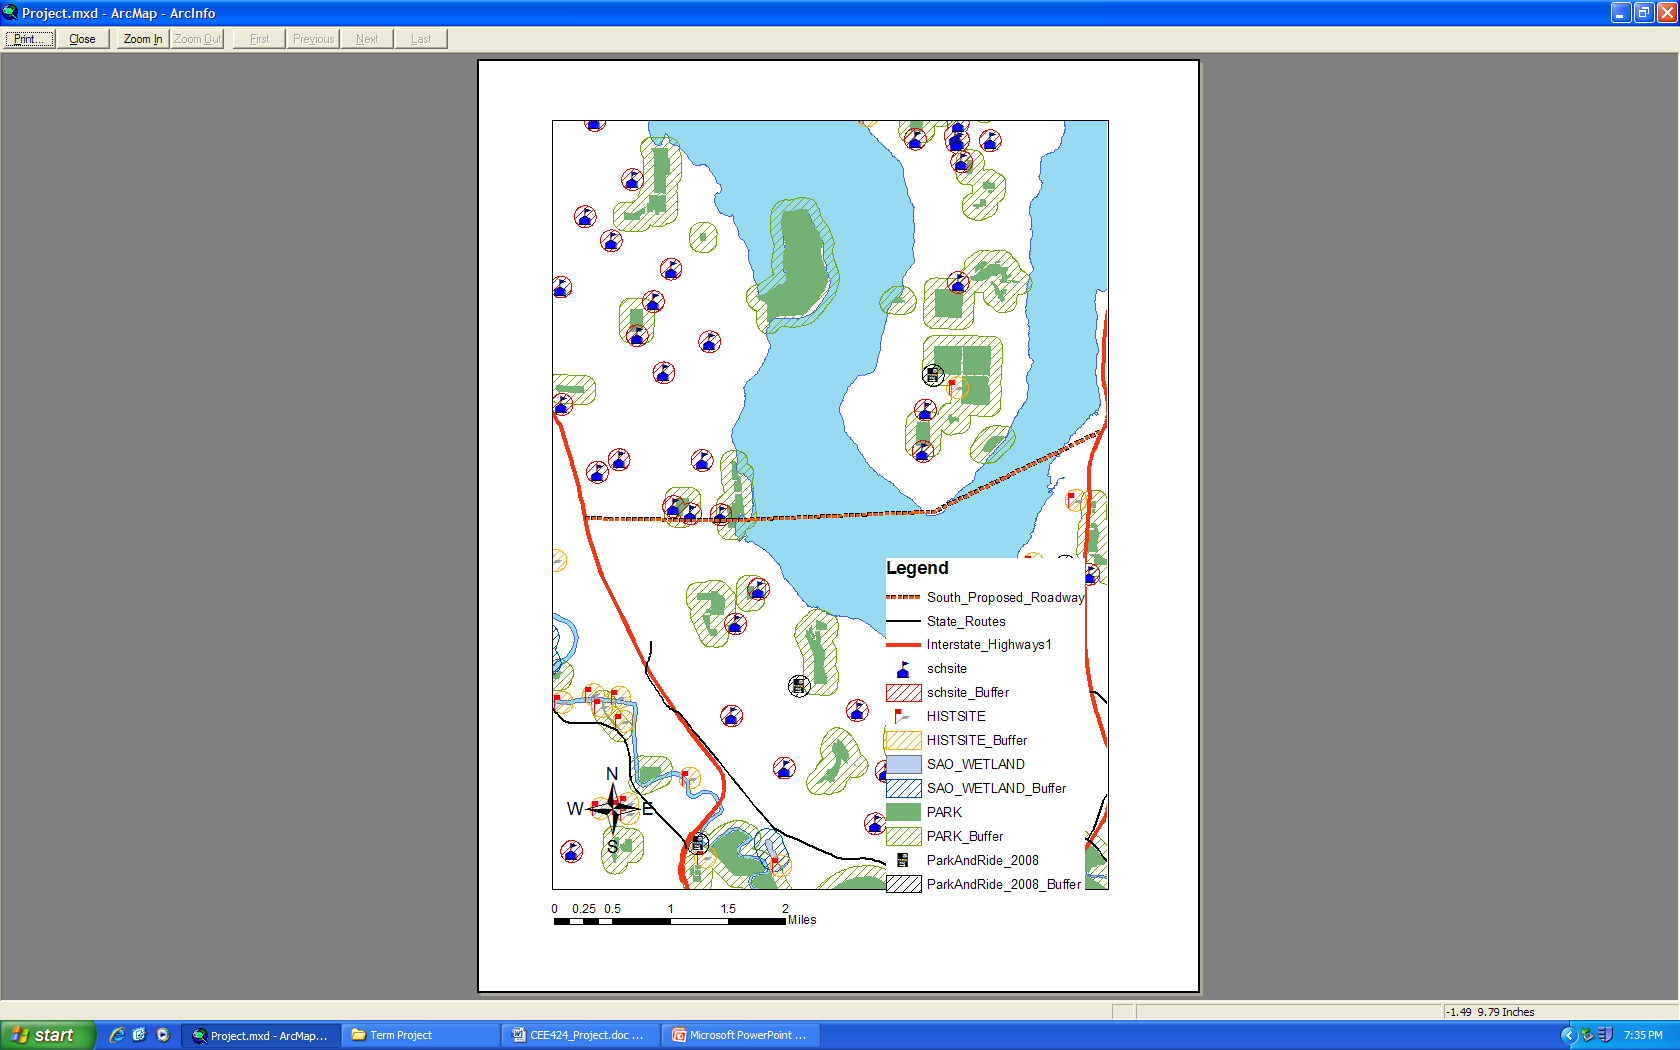 Project.mxd - ArcMap - ArcInfo
Print... Close Zoom In Zoom Out First Previous Next Last
N
W E
S
Legend
South_Proposed_Roadway
State_Routes
Interstate_Highways1
schsite
schsite_Buffer
HISTSITE
HISTSITE_Buffer
SAO_WETLAND
SAO_WETLAND_Buffer
PARK
PARK_Buffer
ParkAndRide_2008
ParkAndRide_2008_Buffer
0 0.25 0.5 1 1.5 2
Miles
-1.49 9.79 Inches
start Project.mxd - ArcMap... Term Project CEE424_Project.doc ... Microsoft PowerPoint ... 7:35 PM